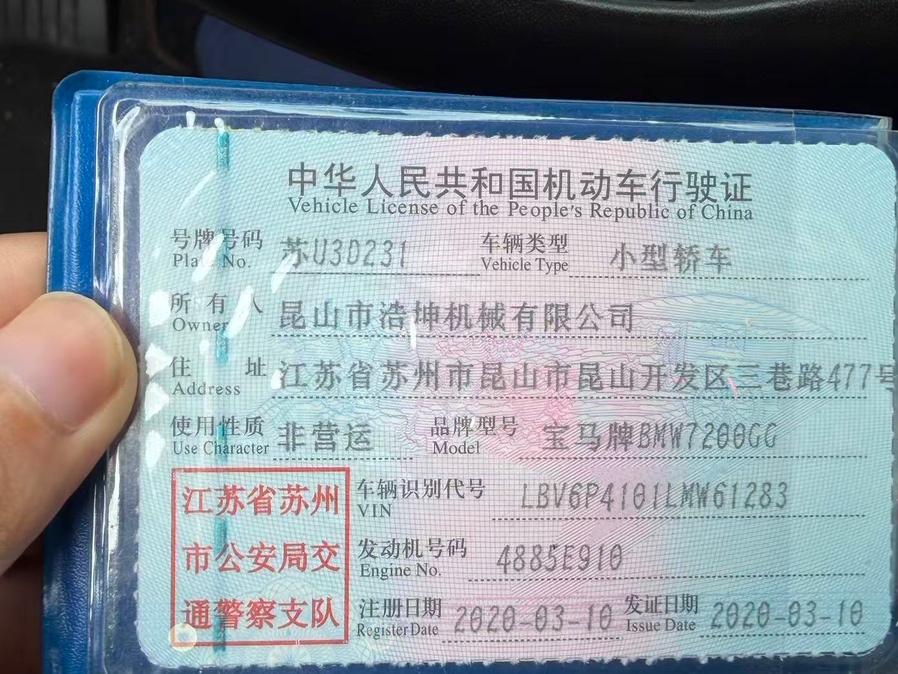 中华人民共和国机动车行驶证
Vehicle License of the People's Republic of China
号牌号码 苏U3D231 车辆类型 小型轿车
Plate No. Vehicle Type
所有人 昆山市浩坤机械有限公司
Owner
住址 江苏省苏州市昆山市昆山开发区三巷路477号
Address
使用性质 非营运 品牌型号 宝马牌BMW7200GG
Use Character Model
江苏省苏州 车辆识别代号 LBV6P4101LMW61283
VIN
市公安局交 发动机号码 4885E910
Engine No.
通警察支队 注册日期 2020-03-10 发证日期 2020-03-10
Register Date Issue Date